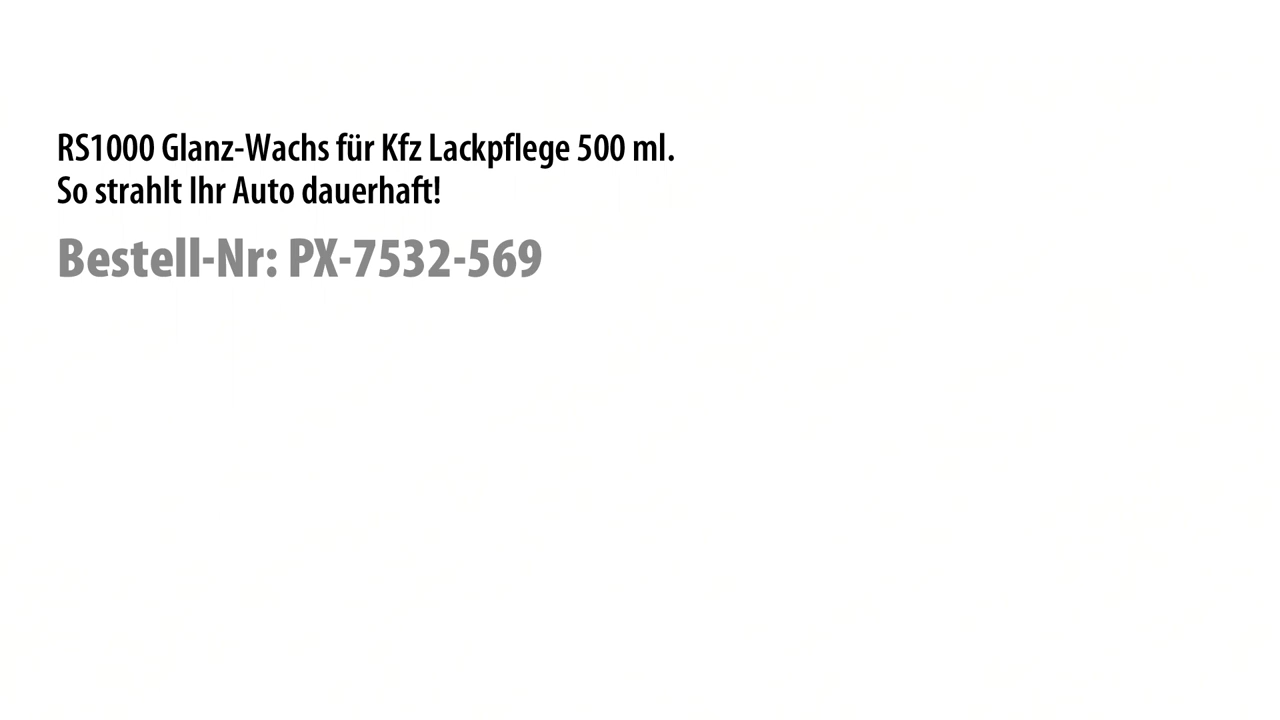 RS1000 Glanz-Wachs für Kfz Lackpflege 500 ml.
So strahlt Ihr Auto dauerhaft!
Bestell-Nr: PX-7532-569